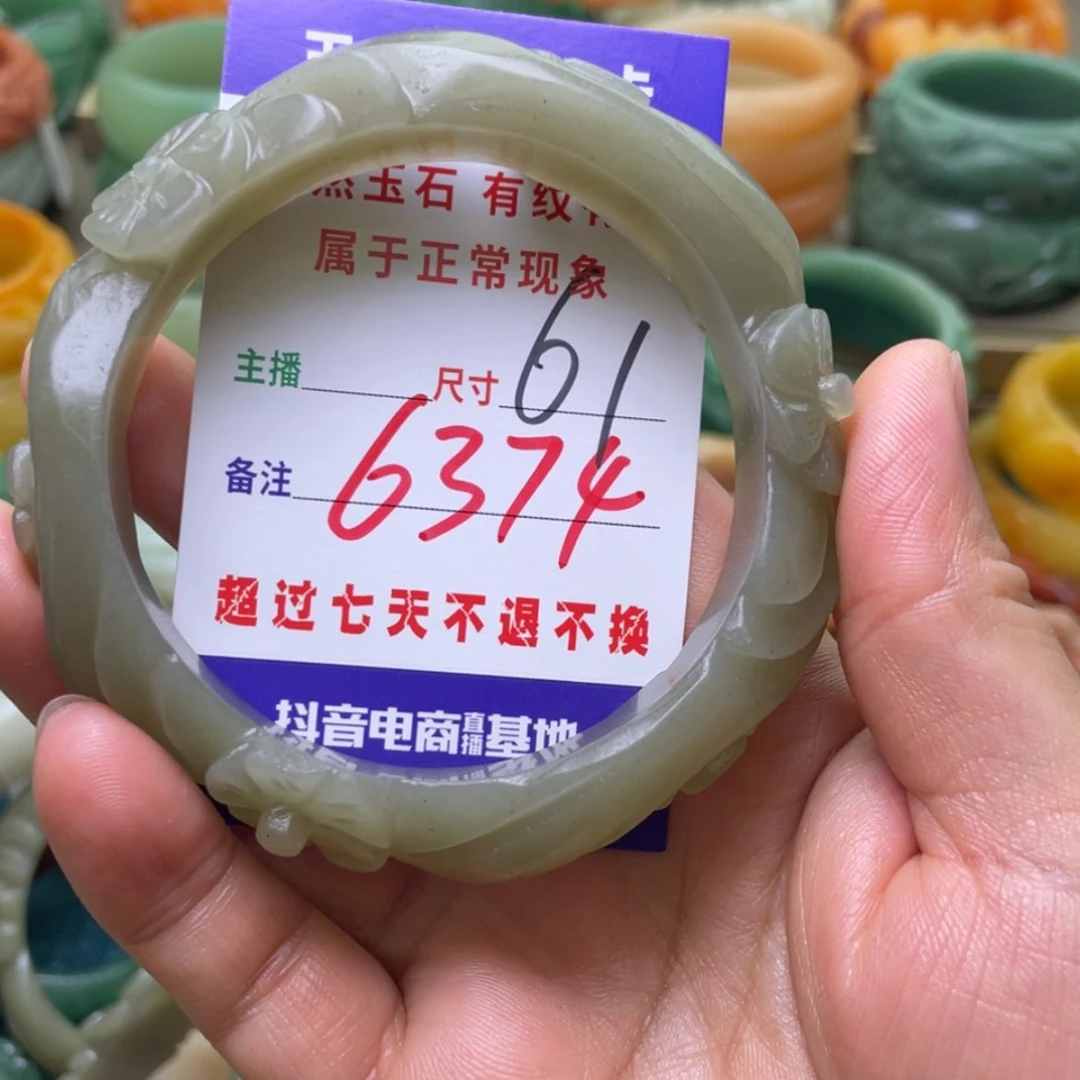 玉石 有纹
属于正常现象
主播 尺寸 61
备注 6374
超过七天不退不换
抖音电商直播基地